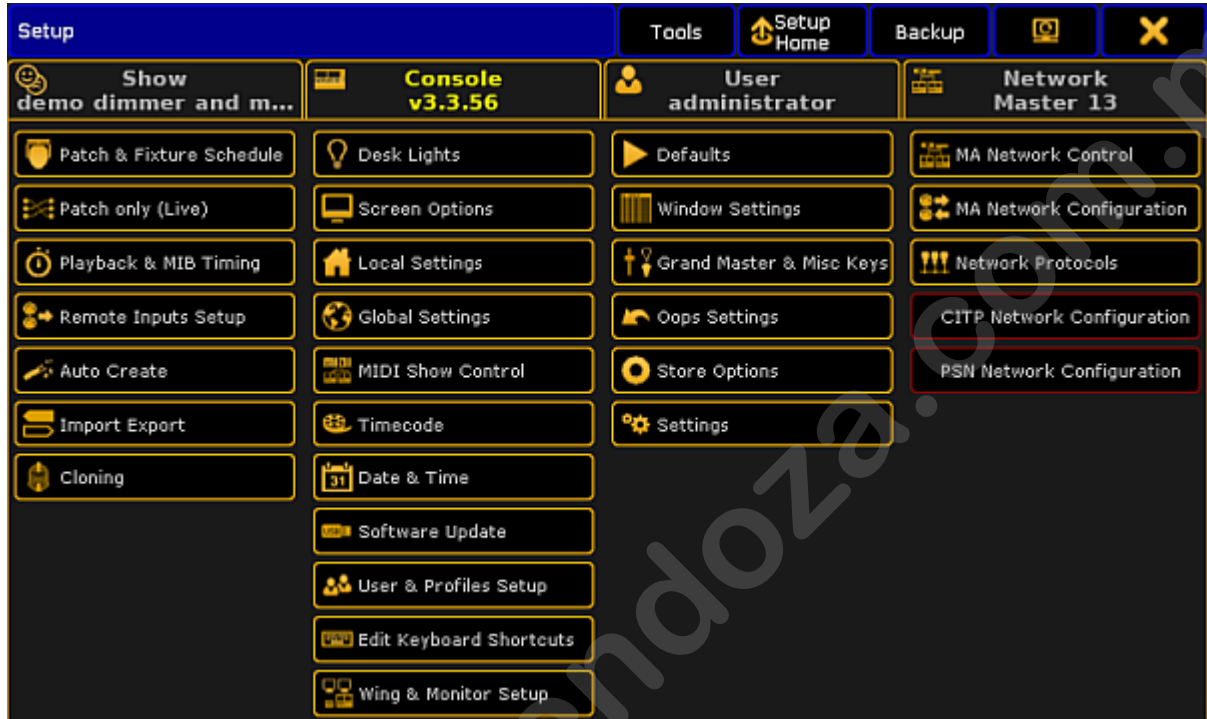 Setup
Tools
Setup
Home
Backup
Show
demo dimmer and m...
Console
v3.3.56
User
administrator
Network
Master 13
Patch & Fixture Schedule
Desk Lights
Defaults
MA Network Control
Patch only (Live)
Screen Options
Window Settings
MA Network Configuration
Playback & MIB Timing
Local Settings
Grand Master & Misc Keys
Network Protocols
Remote Inputs Setup
Global Settings
Oops Settings
CITP Network Configuration
Auto Create
MIDI Show Control
Store Options
PSN Network Configuration
Import Export
Timecode
Settings
Cloning
31
Date & Time
Software Update
User & Profiles Setup
Edit Keyboard Shortcuts
Wing & Monitor Setup
endoza.com.m